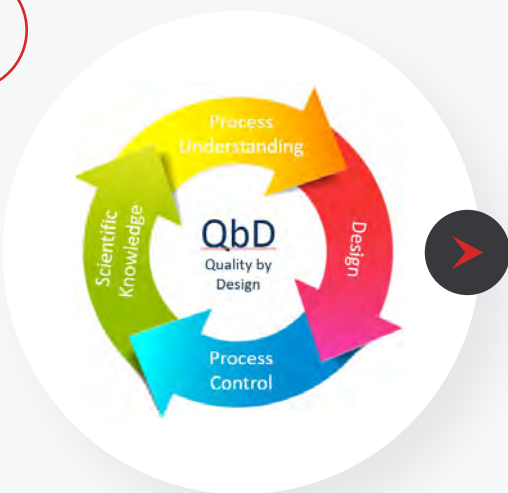 Process
Understanding
Scientific
Knowledge
QbD
Quality by
Design
Design
Process
Control